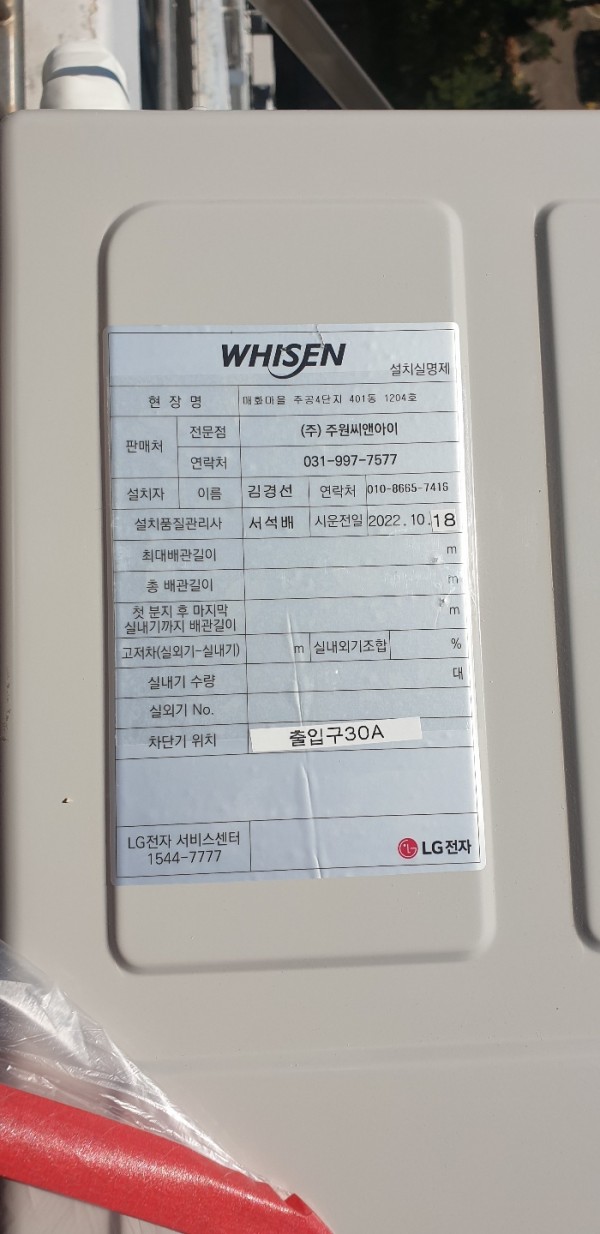 WHISEN 설치실명제
현장명 매화마을 주공4단지 401동 1204호
판매처 전문점 (주) 주원씨앤아이
연락처 031-997-7577
설치자 이름 김경선 연락처 010-8665-7416
설치품질관리사 서석배 시운전일 2022.10.18
최대배관길이 m
총 배관길이 m
첫 분지 후 마지막
실내기까지 배관길이 m
고저차(실외기-실내기) m 실내외기조합 %
실내기 수량 대
실외기 No.
차단기 위치 출입구30A
LG전자 서비스센터
1544-7777
LG전자